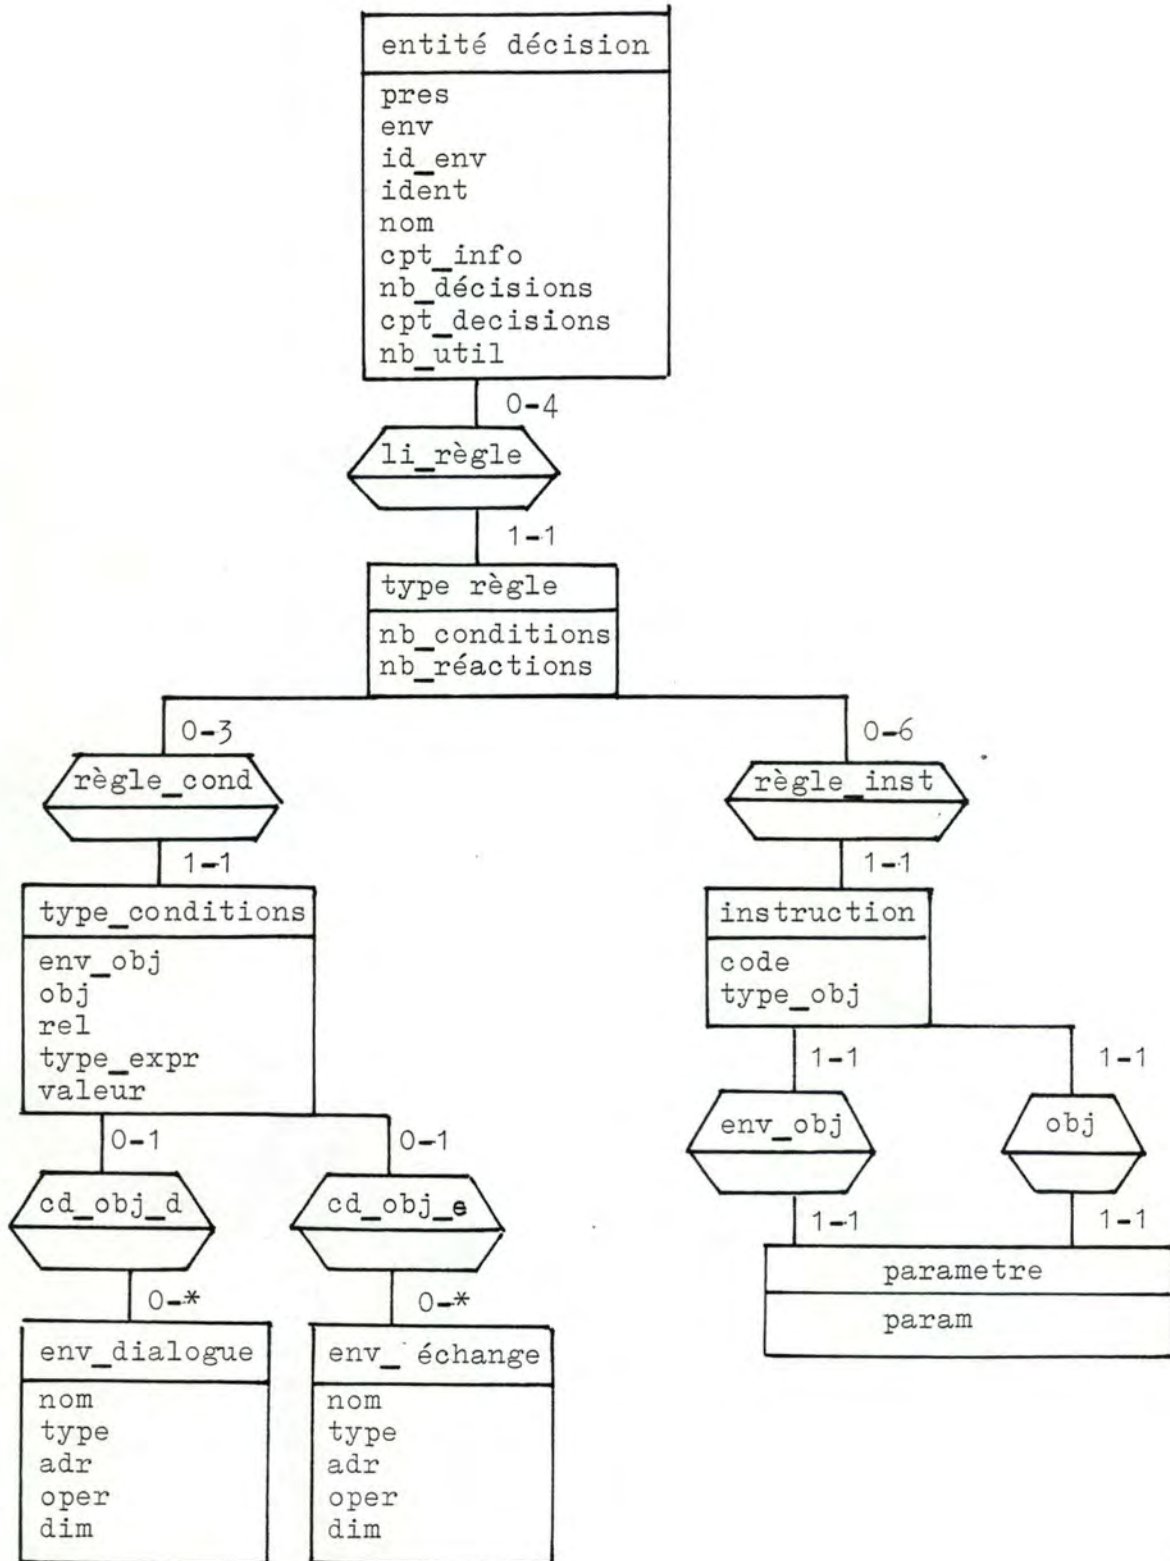 entité décision
pres
env
id_env
ident
nom
cpt_info
nb_décisions
cpt_decisions
nb_util
0-4
li_règle
1-1
type règle
nb_conditions
nb_réactions
0-3
0-6
règle_cond
règle_inst
1-1
1-1
type_conditions
env_obj
obj
rel
type_expr
valeur
instruction
code
type_obj
0-1
0-1
1-1
1-1
cd_obj_d
cd_obj_e
env_obj
obj
1-1
1-1
0-*
0-*
parametre
param
env_dialogue
nom
type
adr
oper
dim
env_ échange
nom
type
adr
oper
dim